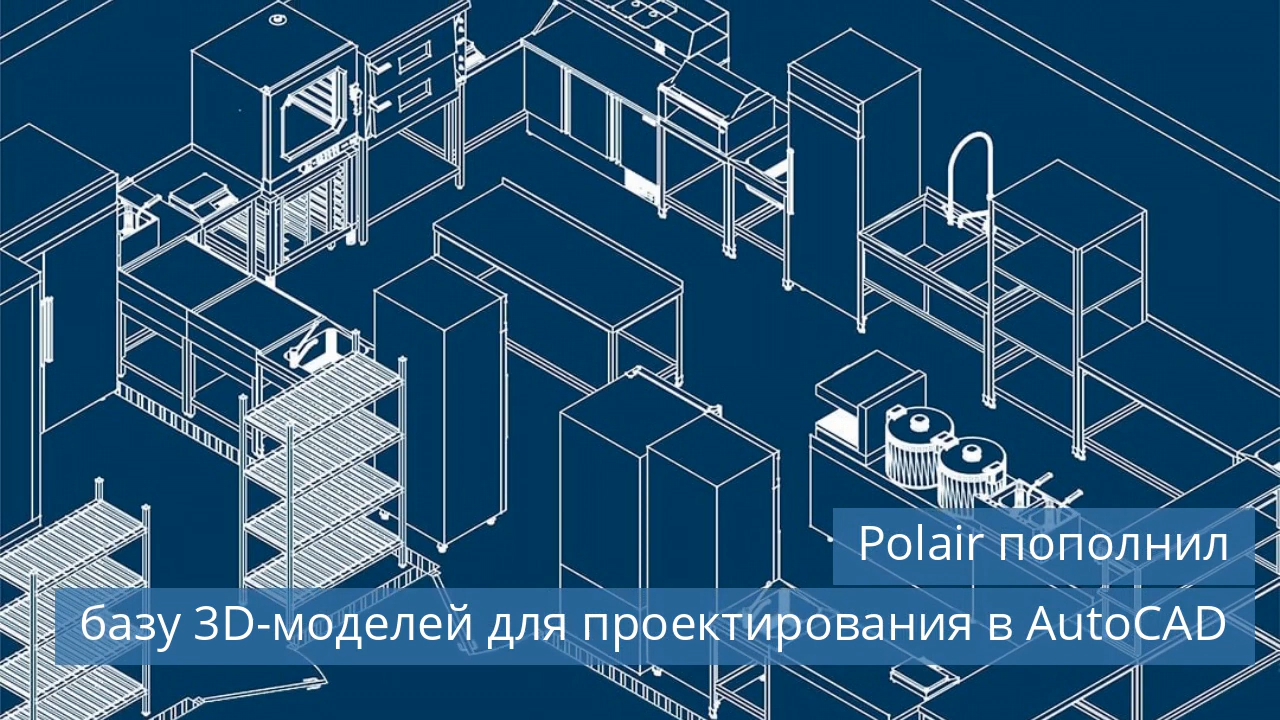 Polair пополнил
базу 3D-моделей для проектирования в AutoCAD